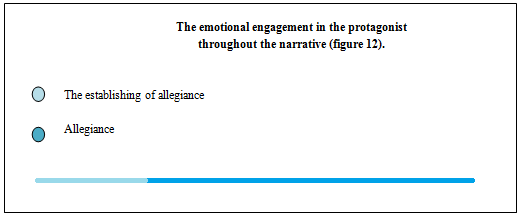 The emotional engagement in the protagonist
throughout the narrative (figure 12).
The establishing of allegiance
Allegiance